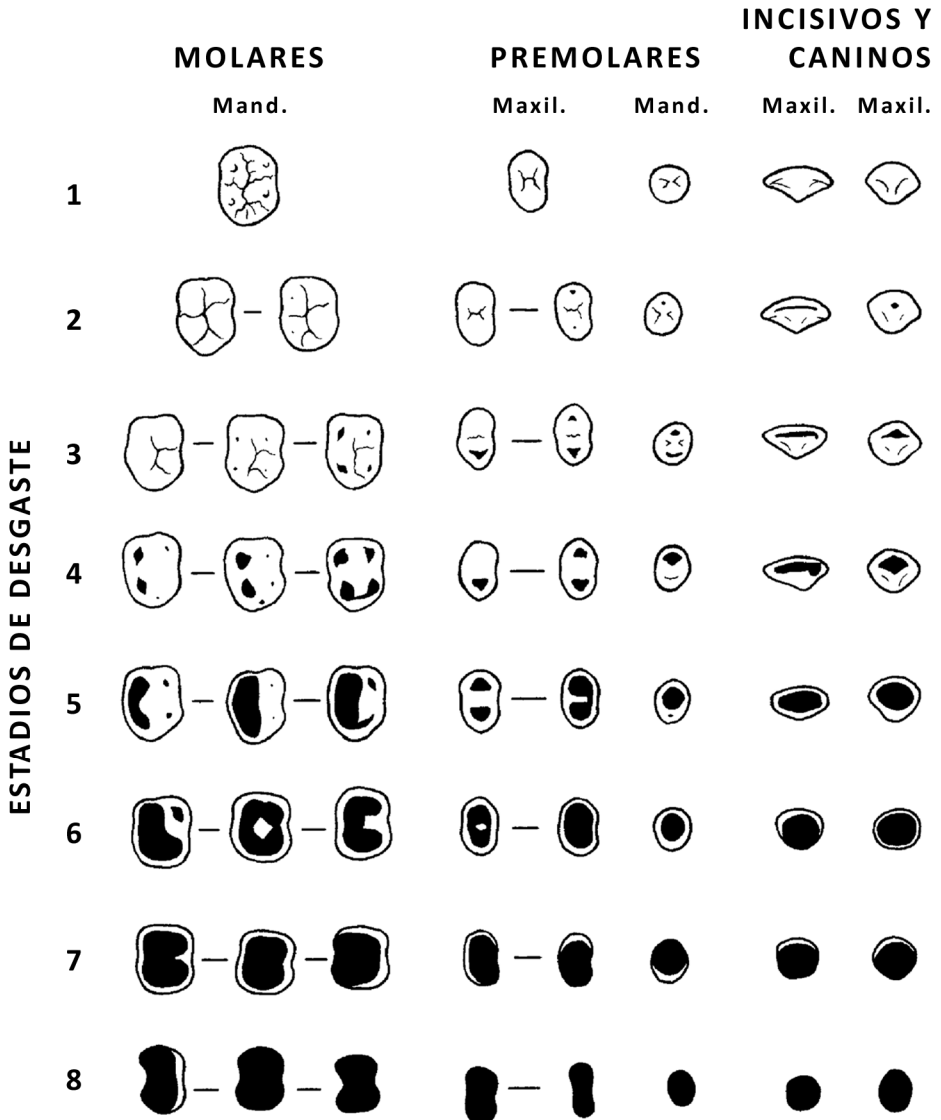 INCISIVOS Y
MOLARES PREMOLARES CANINOS
Mand. Maxil. Mand. Maxil. Maxil.
1
2
3
4
5
6
7
8
ESTADIOS DE DESGASTE